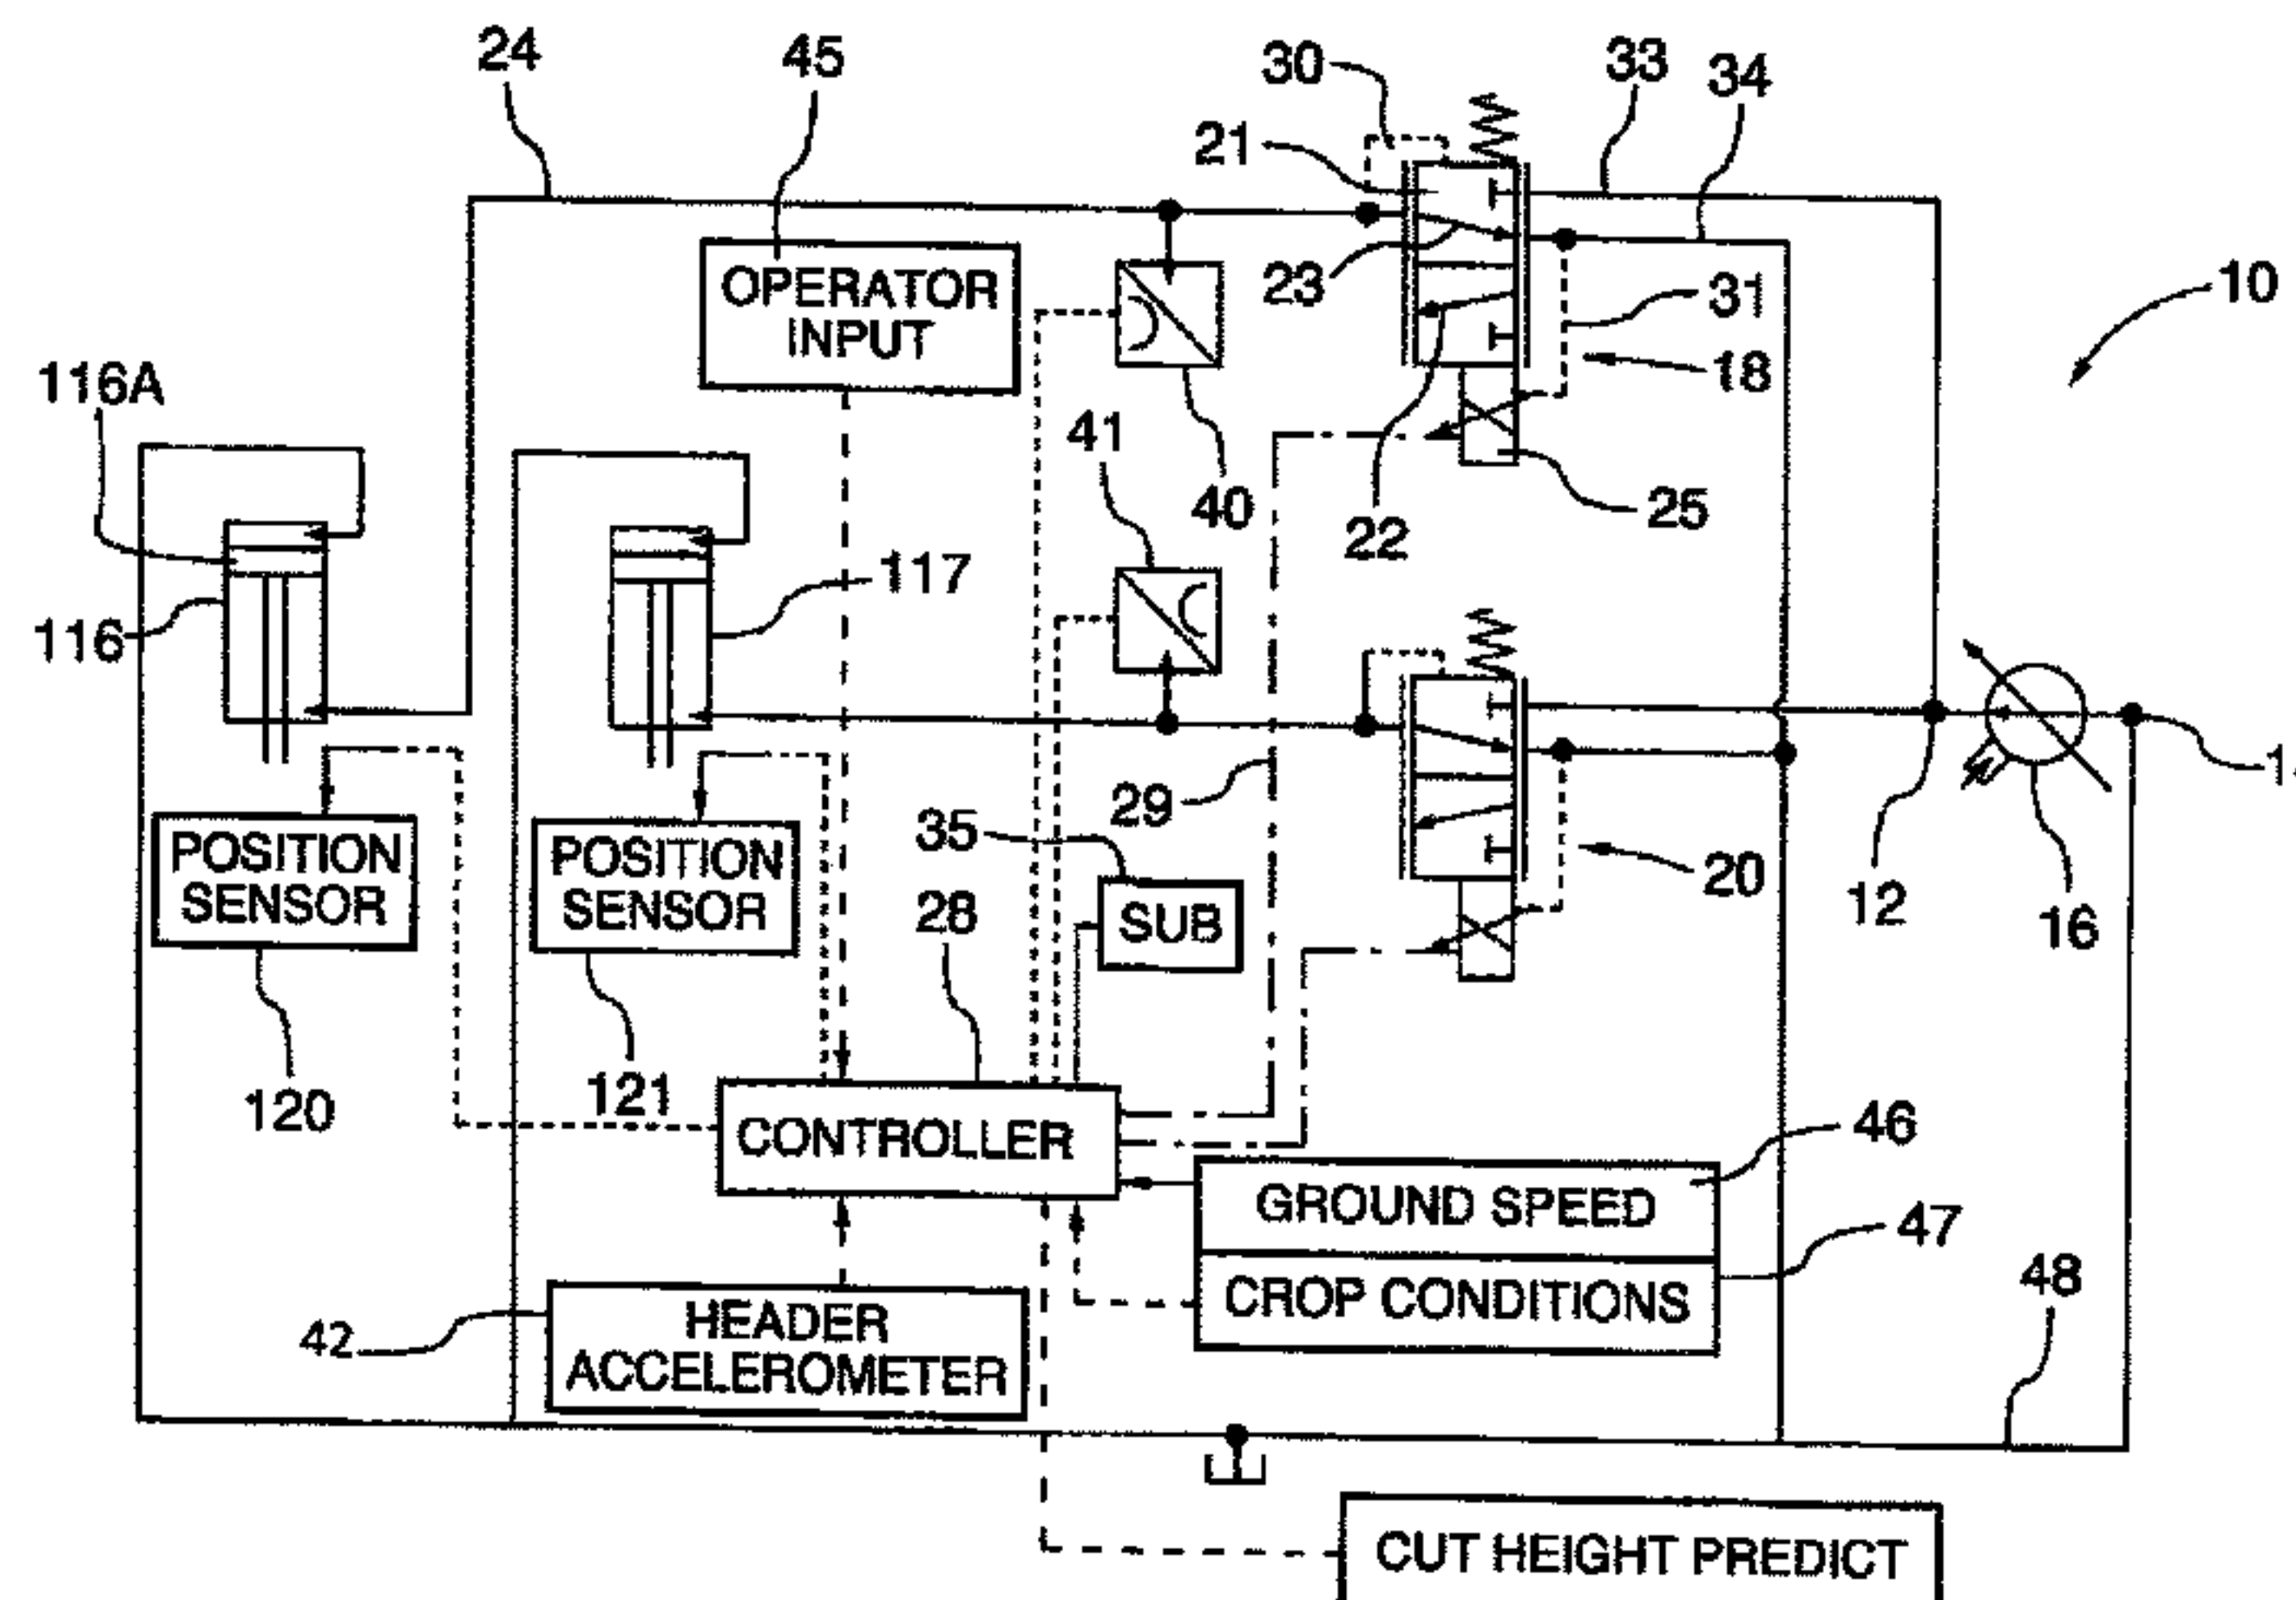 24
45
30
33
34
21
OPERATOR
INPUT
23
31
10
18
116A
41
40
22
25
117
116
29
35
20
12
16
POSITION
SENSOR
POSITION
SENSOR
28
SUB
120
121
CONTROLLER
46
GROUND SPEED
47
CROP CONDITIONS
48
42
HEADER
ACCELEROMETER
CUT HEIGHT PREDICT